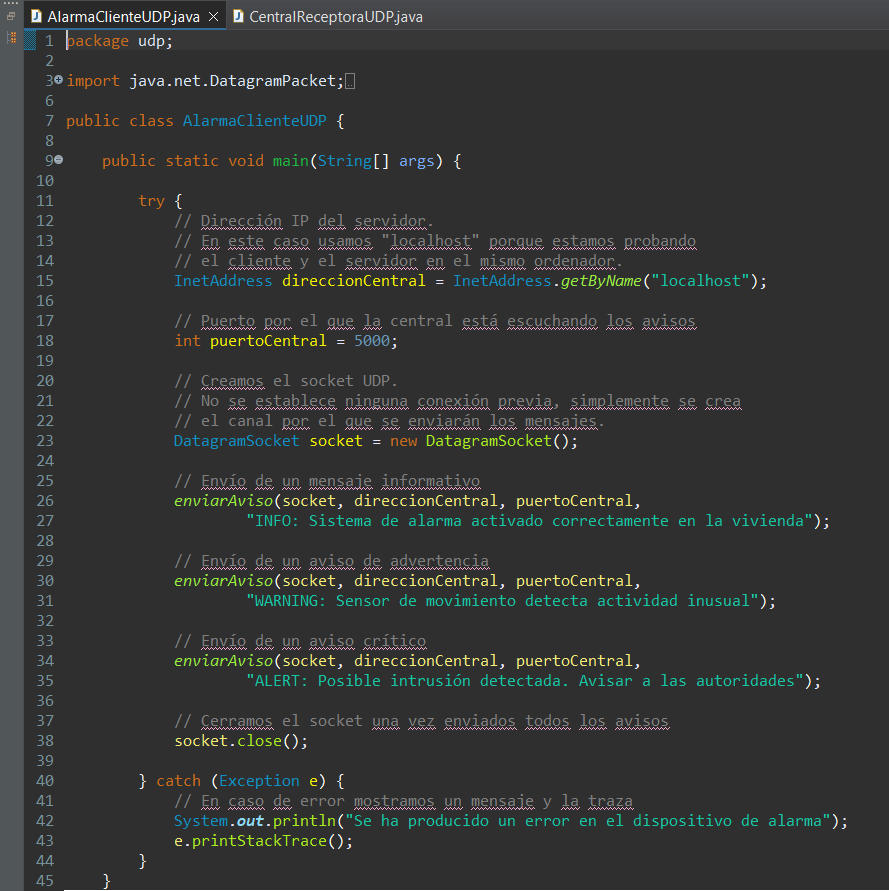 AlarmaClienteUDP.java CentralReceptoraUDP.java
1 package udp;
2
3 import java.net.DatagramPacket;
6
7 public class AlarmaClienteUDP {
8
9     public static void main(String[] args) {
10
11         try {
12             // Dirección IP del servidor.
13             // En este caso usamos "localhost" porque estamos probando
14             // el cliente y el servidor en el mismo ordenador.
15             InetAddress direccionCentral = InetAddress.getByName("localhost");
16
17             // Puerto por el que la central está escuchando los avisos
18             int puertoCentral = 5000;
19
20             // Creamos el socket UDP.
21             // No se establece ninguna conexión previa, simplemente se crea
22             // el canal por el que se enviarán los mensajes.
23             DatagramSocket socket = new DatagramSocket();
24
25             // Envío de un mensaje informativo
26             enviarAviso(socket, direccionCentral, puertoCentral,
27                     "INFO: Sistema de alarma activado correctamente en la vivienda");
28
29             // Envío de un aviso de advertencia
30             enviarAviso(socket, direccionCentral, puertoCentral,
31                     "WARNING: Sensor de movimiento detecta actividad inusual");
32
33             // Envío de un aviso crítico
34             enviarAviso(socket, direccionCentral, puertoCentral,
35                     "ALERT: Posible intrusión detectada. Avisar a las autoridades");
36
37             // Cerramos el socket una vez enviados todos los avisos
38             socket.close();
39
40         } catch (Exception e) {
41             // En caso de error mostramos un mensaje y la traza
42             System.out.println("Se ha producido un error en el dispositivo de alarma");
43             e.printStackTrace();
44         }
45     }